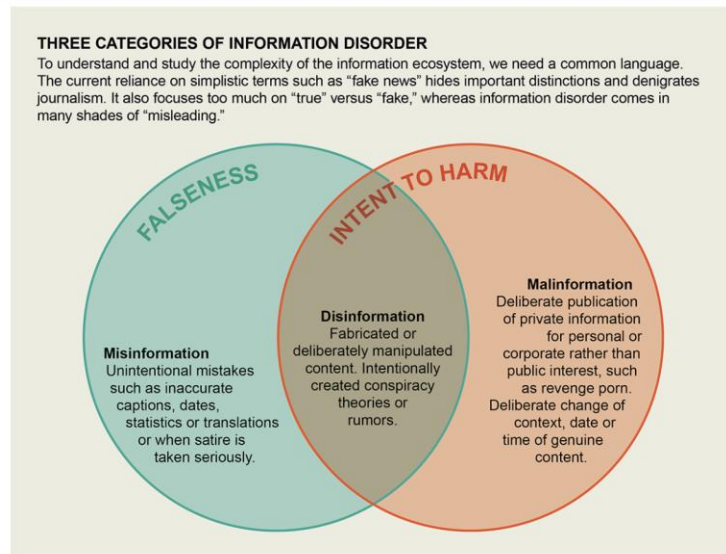 THREE CATEGORIES OF INFORMATION DISORDER
To understand and study the complexity of the information ecosystem, we need a common language.
The current reliance on simplistic terms such as “fake news” hides important distinctions and denigrates
journalism. It also focuses too much on “true” versus “fake,” whereas information disorder comes in
many shades of “misleading.”
FALSENESS
INTENT TO HARM
Misinformation
Unintentional mistakes
such as inaccurate
captions, dates,
statistics or translations
or when satire is
taken seriously.
Disinformation
Fabricated or
deliberately manipulated
content. Intentionally
created conspiracy
theories or
rumors.
Malinformation
Deliberate publication
of private information
for personal or
corporate rather than
public interest, such
as revenge porn.
Deliberate change of
context, date or
time of genuine
content.